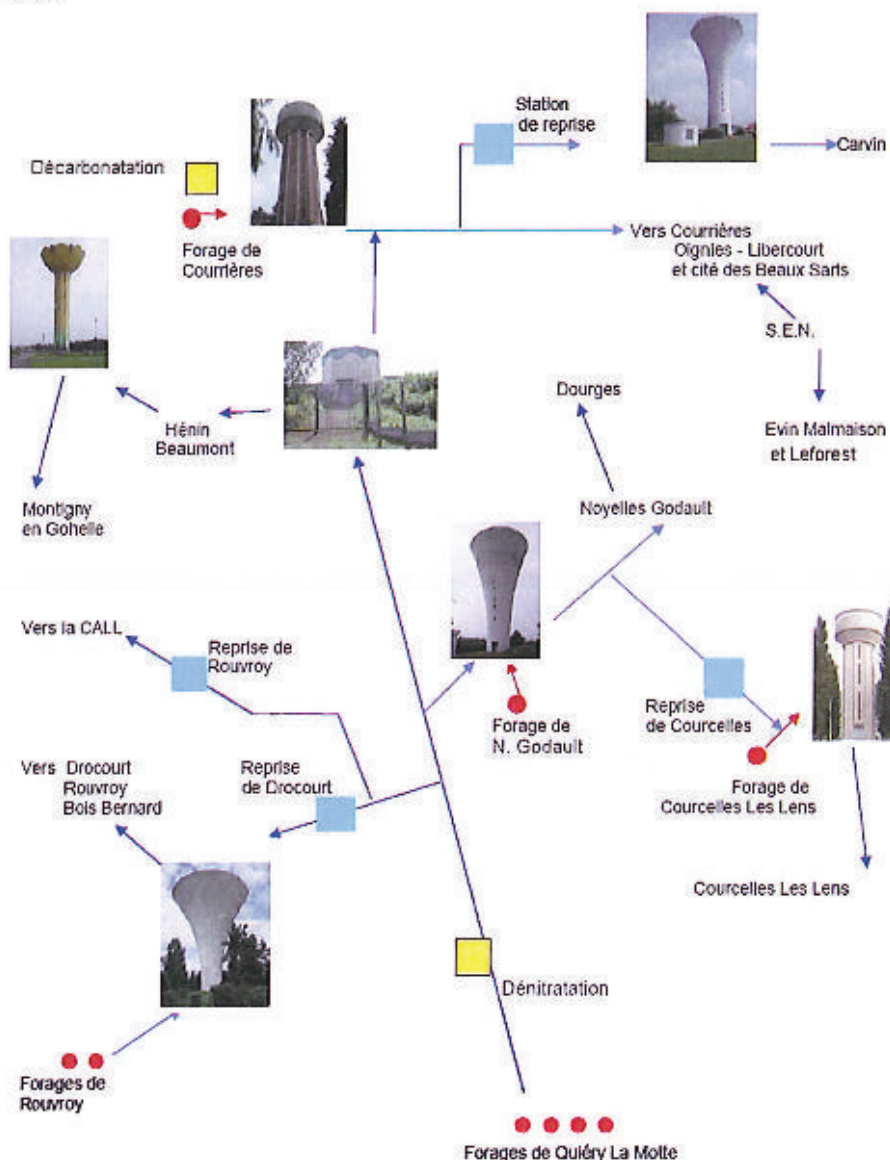 Station
de reprise
Carvin
Décarbonatation
Forage de
Courrières
Vers Courrières
Oignies - Libercourt
et cité des Beaux Sarts
S.E.N.
Dourges
Hénin
Beaumont
Evin Malmaison
et Leforest
Montigny
en Gohelle
Noyelles Godault
Vers la CALL
Reprise de
Rouvroy
Forage de
N. Godault
Reprise
de Courcelles
Vers Drocourt
Rouvroy
Bois Bernard
Reprise
de Drocourt
Forage de
Courcelles Les Lens
Courcelles Les Lens
Dénitratation
Forages de
Rouvroy
Forages de Quiéry La Motte